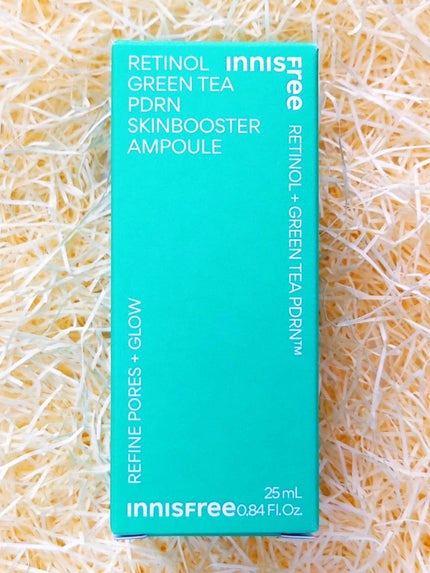 RETINOL
GREEN TEA
PDRN
SKINBOOSTER
AMPOULE
INNISFree
RETINOL + GREEN TEA PDRN™
REFINE PORES + GLOW
25 mL
INNISFree 0.84 Fl.Oz.